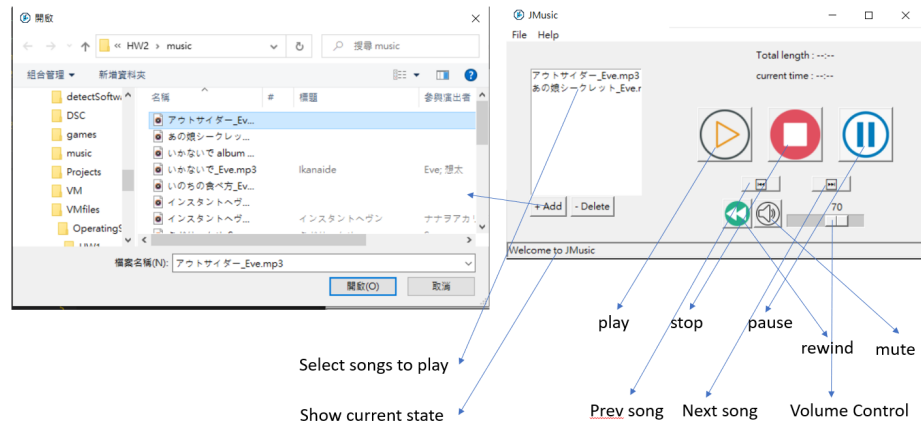 開啟
« HW2 › music
搜尋 music
組合管理 ▾ 新增資料夾
名稱 # 標題 參與演出者
detectSoftwa
DSC
games
music
Projects
VM
VMfiles
OperatingS
HW1
アウトサイダー_Ev...
あの娘シークレッ...
いかないで album ...
いかないで_Eve.mp3 Ikanaide Eve; 想太
いのちの食べ方_Ev...
インスタントヘヴ...
インスタントヘヴ... インスタントヘヴン ナナヲアカリ
檔案名稱(N): アウトサイダー_Eve.mp3
開啟(O) 取消
JMusic
File Help
Total length : --:--
current time : --:--
アウトサイダー_Eve.mp3
あの娘シークレット_Eve.r
+ Add - Delete
70
Welcome to JMusic
play stop pause
rewind mute
Select songs to play
Show current state
Prev song Next song Volume Control